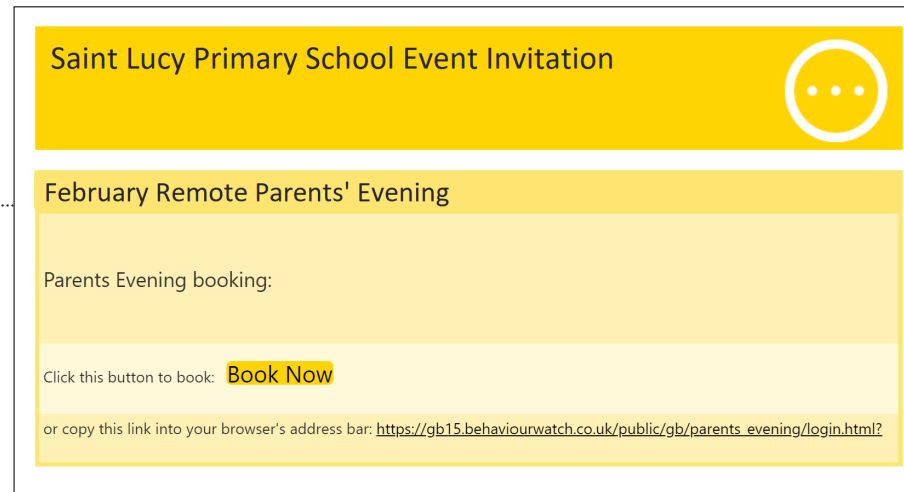 Saint Lucy Primary School Event Invitation
February Remote Parents' Evening
...
Parents Evening booking:
Click this button to book: Book Now
or copy this link into your browser's address bar: https://gb15.behaviourwatch.co.uk/public/gb/parents_evening/login.html?